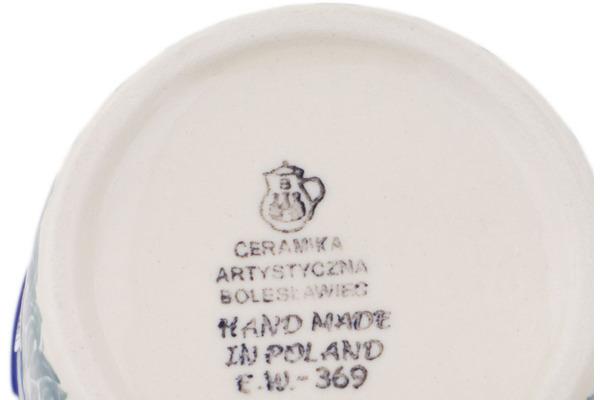 B
CERAMIKA
ARTYSTYCZNA
BOLESŁAWIEC
HAND MADE
IN POLAND
E.W.-369